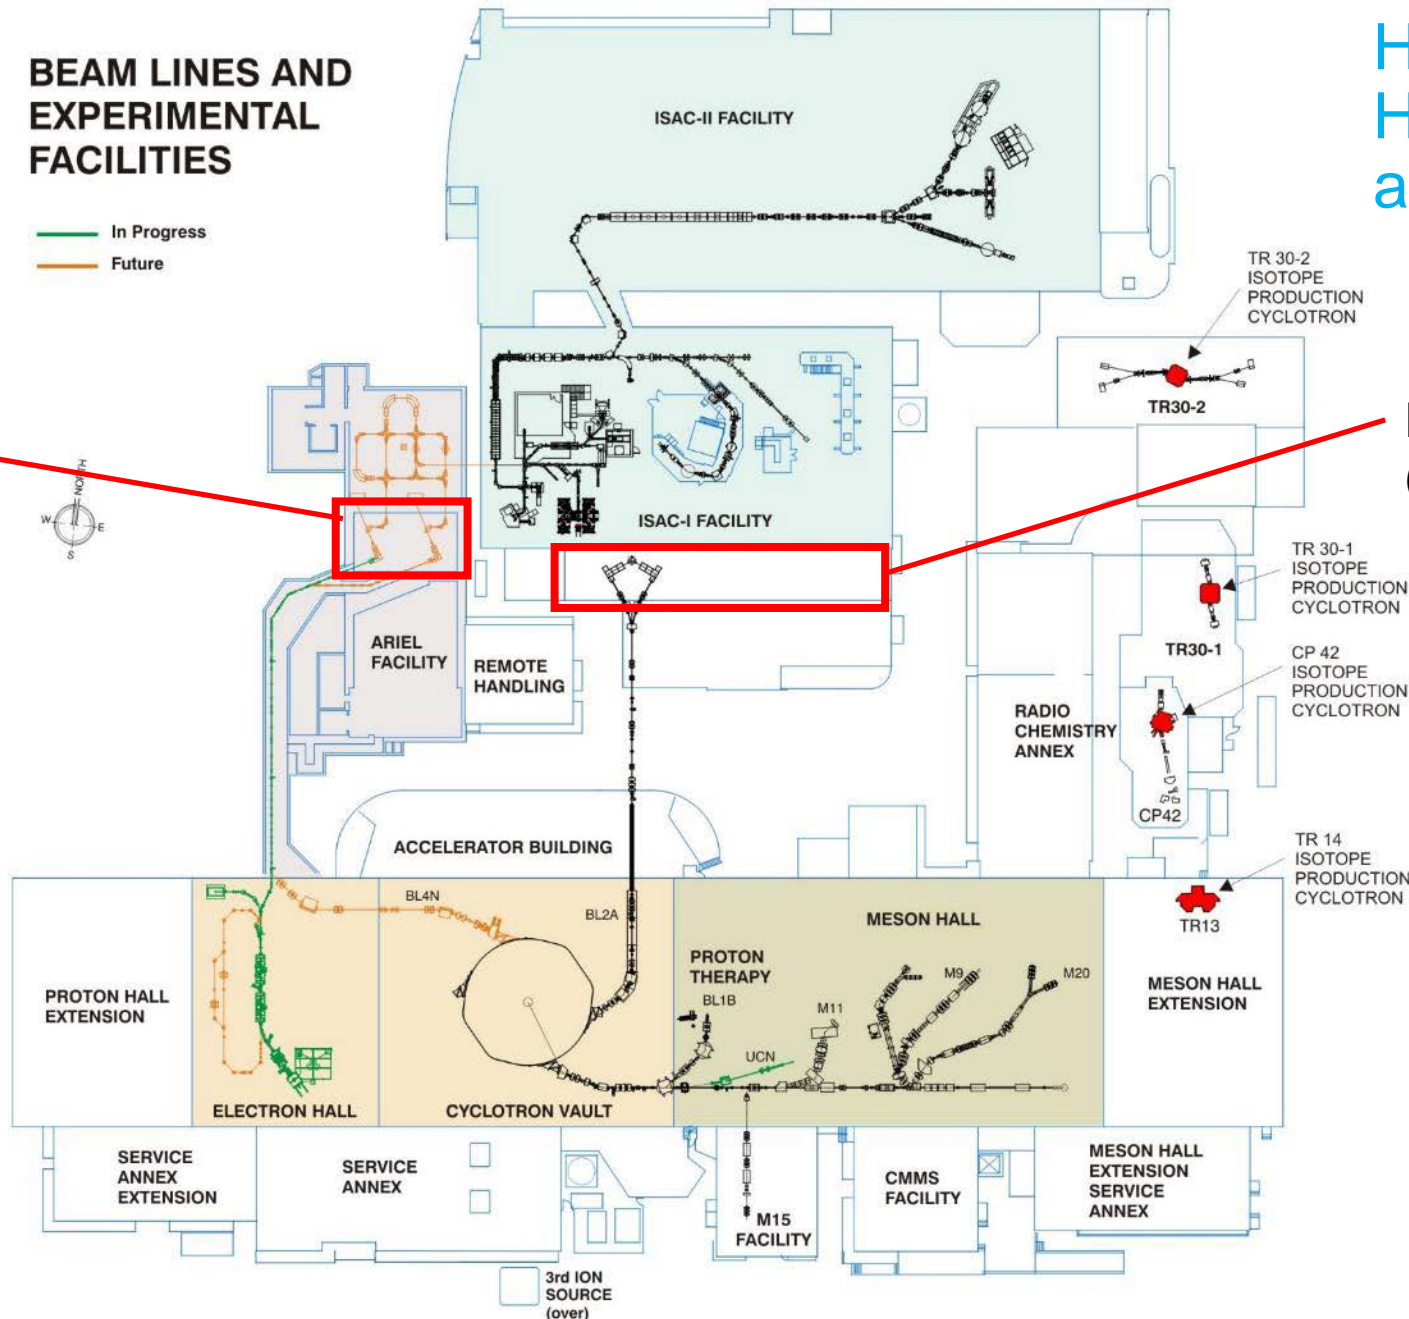 BEAM LINES AND
EXPERIMENTAL
FACILITIES
In Progress
Future
ISAC-II FACILITY
TR 30-2
ISOTOPE
PRODUCTION
CYCLOTRON
TR30-2
NORTH
W
E
S
ISAC-I FACILITY
TR 30-1
ISOTOPE
PRODUCTION
CYCLOTRON
TR30-1
ARIEL
FACILITY
REMOTE
HANDLING
CP 42
ISOTOPE
PRODUCTION
CYCLOTRON
RADIO
CHEMISTRY
ANNEX
CP42
ACCELERATOR BUILDING
TR 14
ISOTOPE
PRODUCTION
CYCLOTRON
TR13
BL4N
BL2A
MESON HALL
PROTON
THERAPY
BL1B
M11
M9
M20
UCN
PROTON HALL
EXTENSION
MESON HALL
EXTENSION
ELECTRON HALL
CYCLOTRON VAULT
SERVICE
ANNEX
EXTENSION
SERVICE
ANNEX
M15
FACILITY
CMMS
FACILITY
MESON HALL
EXTENSION
SERVICE
ANNEX
3rd ION
SOURCE
(over)